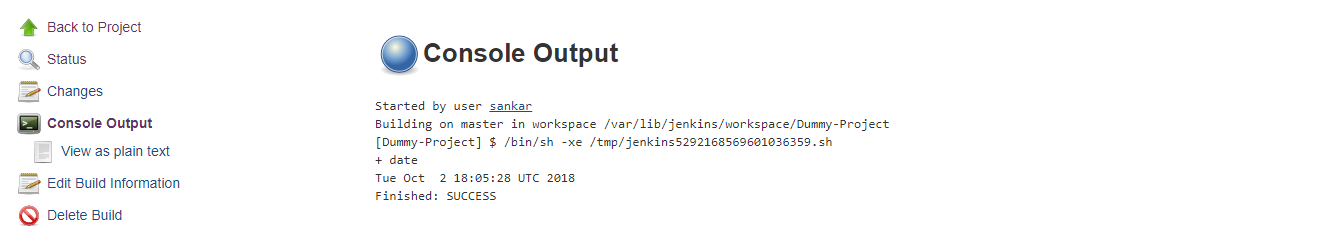 Back to Project
Status
Changes
Console Output
View as plain text
Edit Build Information
Delete Build
Console Output
Started by user sankar
Building on master in workspace /var/lib/jenkins/workspace/Dummy-Project
[Dummy-Project] $ /bin/sh -xe /tmp/jenkins5292168569601036359.sh
+ date
Tue Oct  2 18:05:28 UTC 2018
Finished: SUCCESS